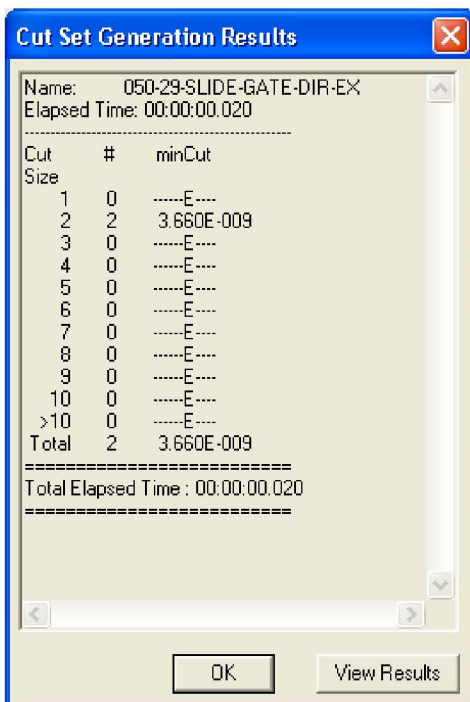 Cut Set Generation Results
Name: 050-29-SLIDE-GATE-DIR-EX
Elapsed Time: 00:00:00.020
--------------------------------------------------
Cut # minCut
Size
1 0 ------E----
2 2 3.660E-009
3 0 ------E----
4 0 ------E----
5 0 ------E----
6 0 ------E----
7 0 ------E----
8 0 ------E----
9 0 ------E----
10 0 ------E----
>10 0 ------E----
Total 2 3.660E-009
===========================
Total Elapsed Time : 00:00:00.020
===========================
OK View Results